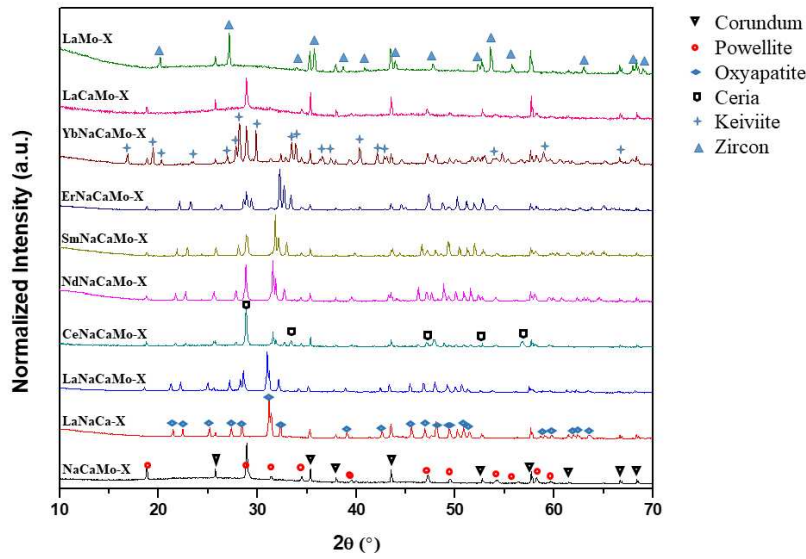 LaMo-X
LaCaMo-X
YbNaCaMo-X
ErNaCaMo-X
SmNaCaMo-X
NdNaCaMo-X
CeNaCaMo-X
LaNaCaMo-X
LaNaCa-X
NaCaMo-X
Normalized Intensity (a.u.)
10 20 30 40 50 60 70
2θ (°)
Corundum
Powellite
Oxyapatite
Ceria
Keiviite
Zircon